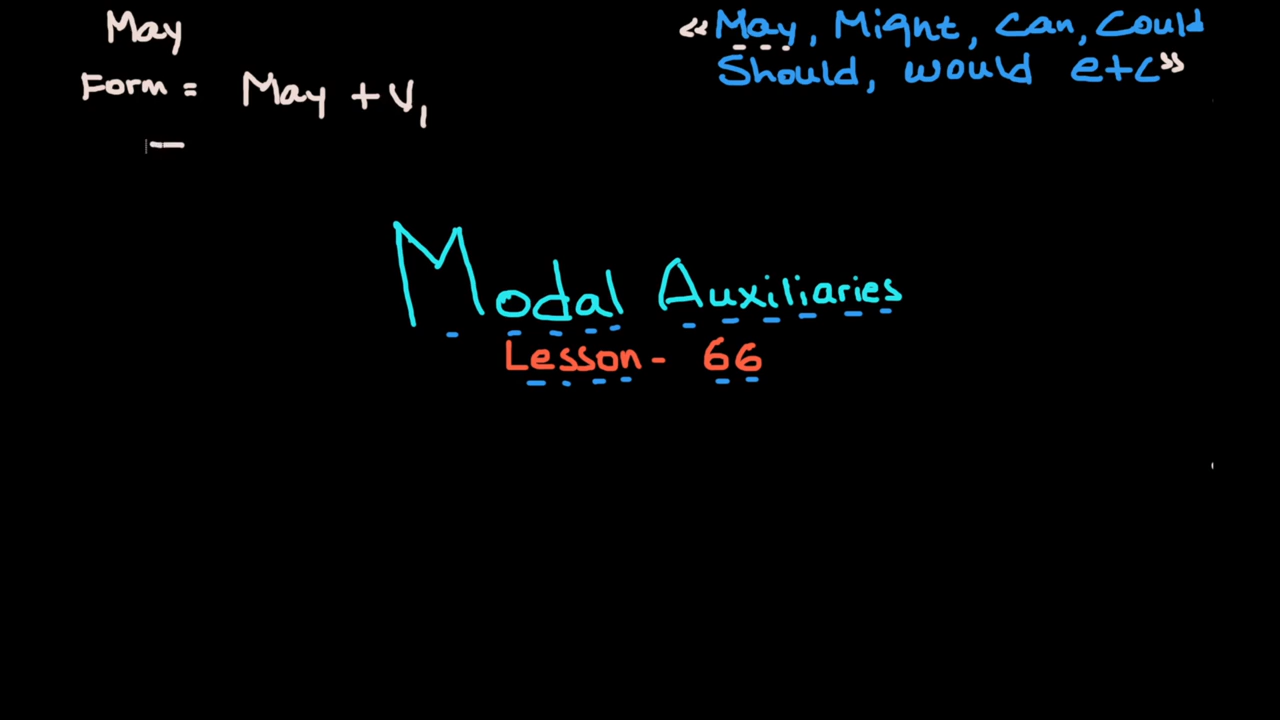 May
Form = May + V1
«May, Might, Can, Could
Should, would etc»
Modal Auxiliaries
Lesson - 66